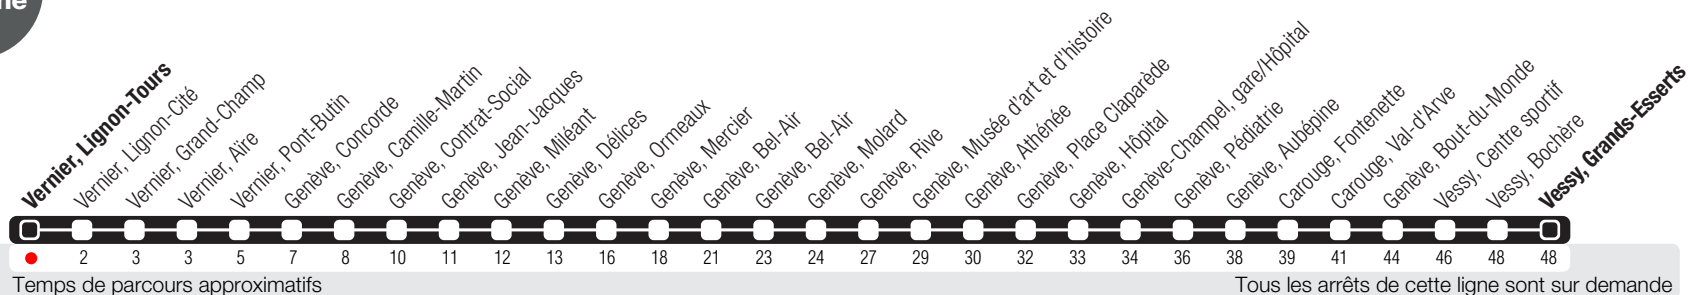 ne
Vernier, Lignon-Tours
Vernier, Lignon-Cité
Vernier, Grand-Champ
Vernier, Aïre
Vernier, Pont-Butin
Genève, Concorde
Genève, Camille-Martin
Genève, Contrat-Social
Genève, Jean-Jacques
Genève, Miléant
Genève, Délices
Genève, Ormeaux
Genève, Mercier
Genève, Bel-Air
Genève, Bel-Air
Genève, Molard
Genève, Rive
Genève, Musée d'art et d'histoire
Genève, Athénée
Genève, Place Claparède
Genève, Hôpital
Genève-Champel, gare/Hôpital
Genève, Pédiatrie
Genève, Aubépine
Carouge, Fontenette
Carouge, Val-d'Arve
Genève, Bout-du-Monde
Vessy, Centre sportif
Vessy, Bochère
Vessy, Grands-Esserts
2 3 3 5 7 8 10 11 12 13 16 18 21 23 24 27 29 30 32 33 34 36 38 39 41 44 46 48 48
Temps de parcours approximatifs
Tous les arrêts de cette ligne sont sur demande